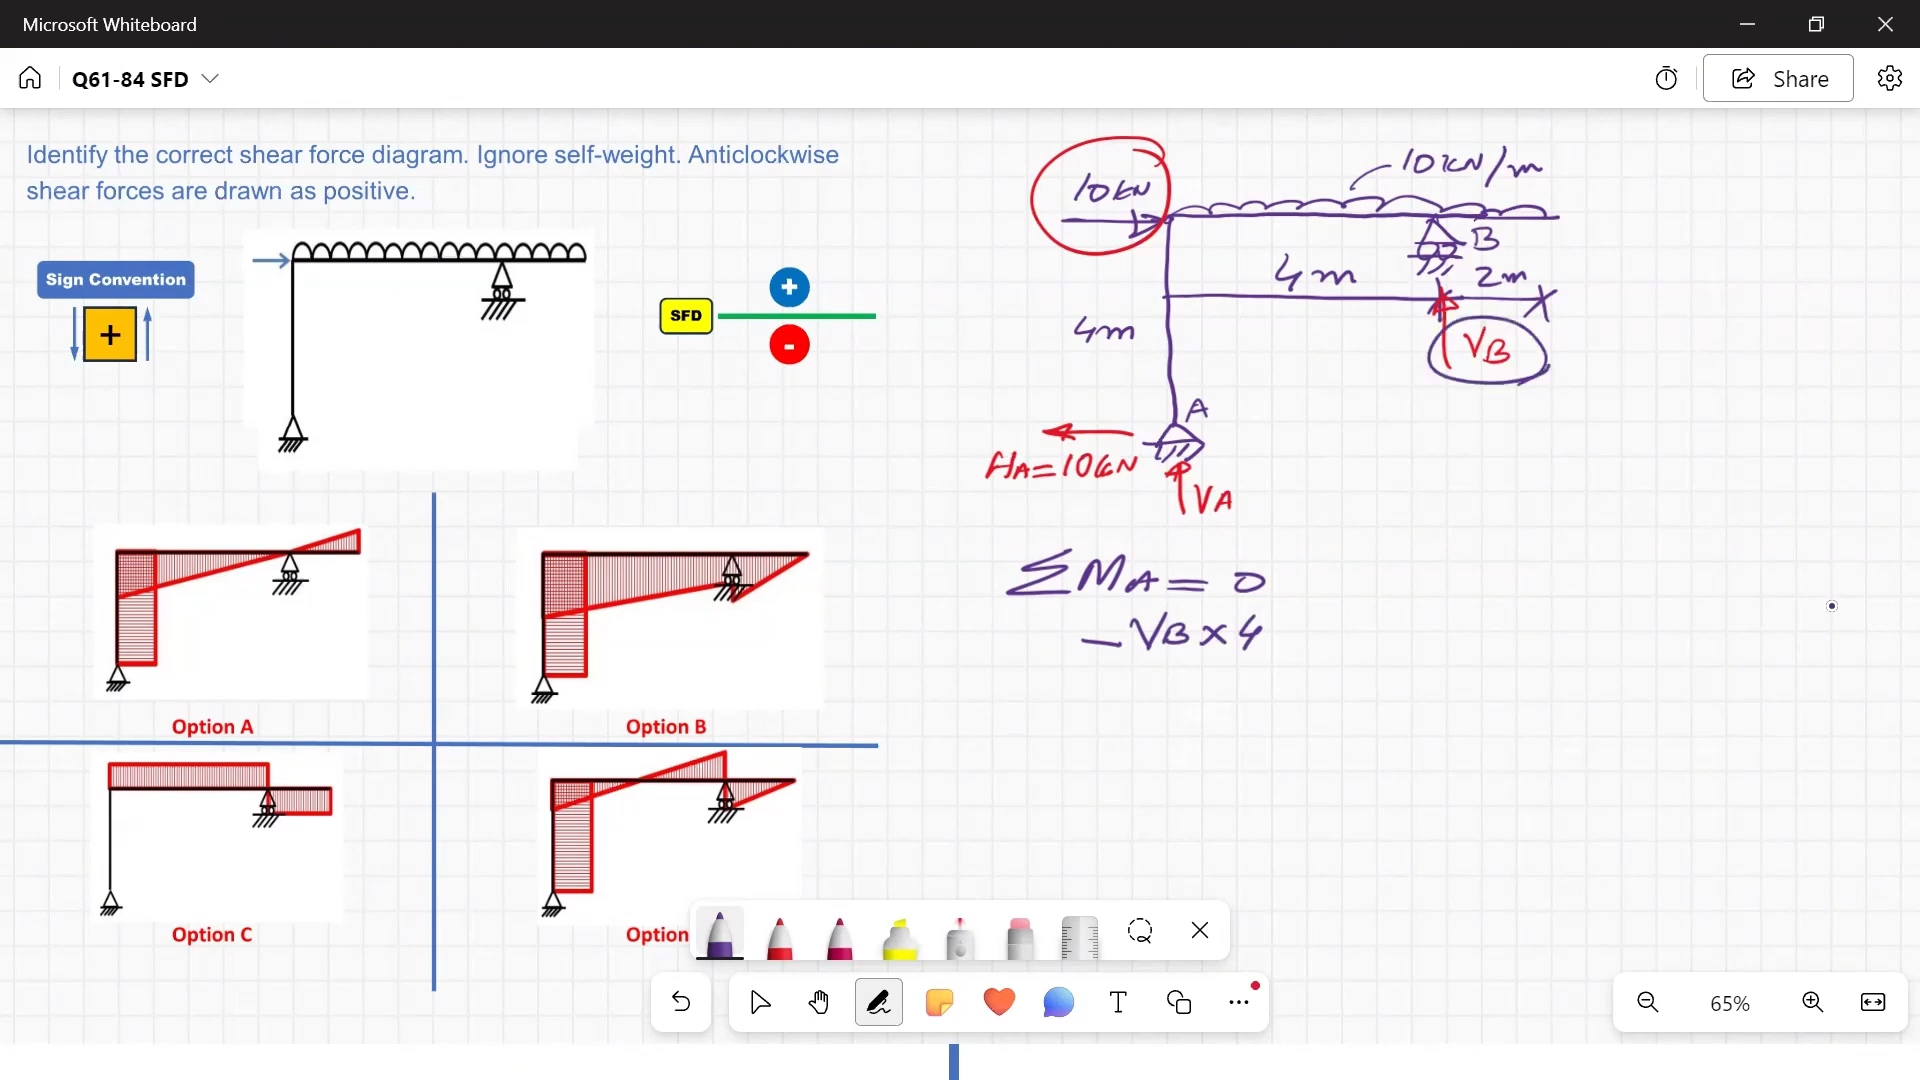 Microsoft Whiteboard
Q61-84 SFD
Share
Identify the correct shear force diagram. Ignore self-weight. Anticlockwise
shear forces are drawn as positive.
Sign Convention
+
SFD
+
-
10kN
10kN/m
B
4m
2m
VB
4m
A
HA=10kN
VA
ΣMA=0
-VB×4
Option A
Option B
Option C
Option
T
65%